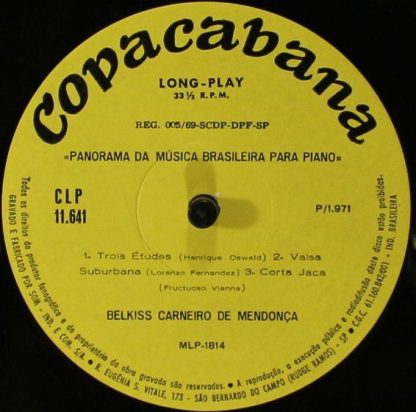 Copacabana
LONG-PLAY
33 ⅓ R.P.M.
REG. 005/69-SCDP-DPF-SP
«PANORAMA DA MÚSICA BRASILEIRA PARA PIANO»
CLP
11.641
P/1.971
1- Trois Études (Henrique Oswald) 2- Valsa
Suburbana (Lorenzo Fernandez) 3- Corta Jaca
(Fructuoso Vianna)
BELKISS CARNEIRO DE MENDONÇA
MLP-1814
Todos os direitos do produtor fonográfico e do proprietário da obra gravada são reservados. • A reprodução, a execução pública e radiodifusão dêste disco estão proibidas.
GRAVADO E FABRICADO POR SOM - IND. E COM. S/A. • R. EUGÊNIA S. VITALE, 173 - SÃO BERNARDO DO CAMPO (RUDGE RAMOS), - SP. • C.G.C. 61.160.842/001 - IND. BRASILEIRA